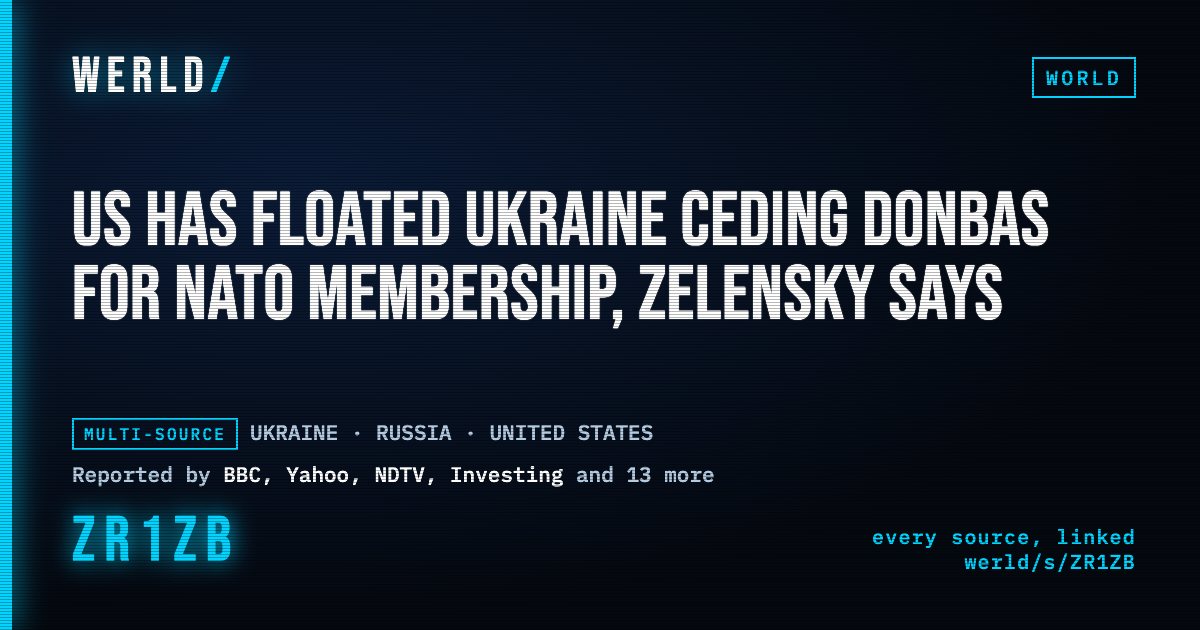 WERLD/
WORLD
US HAS FLOATED UKRAINE CEDING DONBAS
FOR NATO MEMBERSHIP, ZELENSKY SAYS
MULTI-SOURCE UKRAINE · RUSSIA · UNITED STATES
Reported by BBC, Yahoo, NDTV, Investing and 13 more
ZR1ZB
every source, linked
werld/s/ZR1ZB